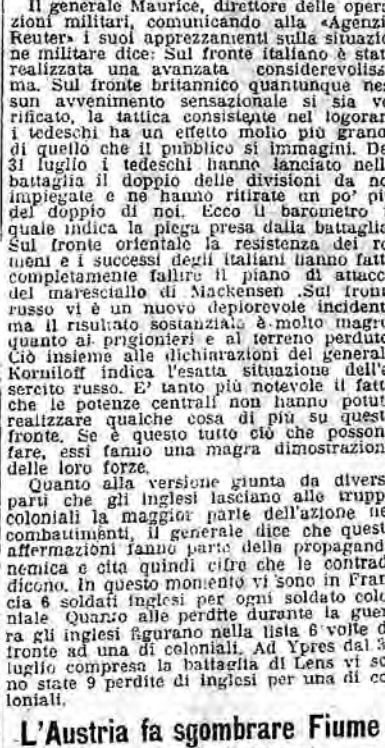 Il generale Maurice, direttore delle opera
zioni militari, comunicando alla «Agenzi
Reuter» i suoi apprezzamenti sulla situazio
ne militare dice: Sul fronte italiano è stat
realizzata una avanzata considerevolissi
ma. Sul fronte britannico quantunque nes
sun avvenimento sensazionale si sia ve
rificato, la tattica consistente nel logorar
i tedeschi ha un effetto molto più grand
di quello che il pubblico si immagini. Da
31 luglio i tedeschi hanno lanciato nell
battaglia il doppio delle divisioni da no
impiegate e ne hanno ritirate un po' pi
del doppio di noi. Ecco il barometro
quale indica la piega presa dalla battaglia
Sul fronte orientale la resistenza dei ro
meni e i successi degli italiani hanno fatt
completamente fallire il piano di attacc
del maresciallo di Mackensen .Sul front
russo vi è un nuovo deplorevole incident
ma il risultato sostanziale è molto magro
quanto ai prigionieri e al terreno perduto
Ciò insieme alle dichiarazioni del general
Korniloff indica l'esatta situazione dell'e
sercito russo. E' tanto più notevole il fatt
che le potenze centrali non hanno potut
realizzare qualche cosa di più su quest
fronte. Se è questo tutto ciò che posson
fare, essi fanno una magra dimostrazion
delle loro forze.
Quanto alla versione giunta da divers
parti che gli inglesi lasciano alle trupp
coloniali la maggior parte dell'azione ne
combattimenti, il generale dice che quest
affermazioni fanno parte della propagand
nemica e cita quindi cifre che le contrad
dicono. In questo momento vi sono in Fran
cia 6 soldati inglesi per ogni soldato colo
niale. Quanto alle perdite durante la guer
ra gli inglesi figurano nella lista 6 volte d
fronte ad una di coloniali. Ad Ypres dal 3
luglio compresa la battaglia di Lens vi so
no state 9 perdite di inglesi per una di co
loniali.
L'Austria fa sgombrare Fiume